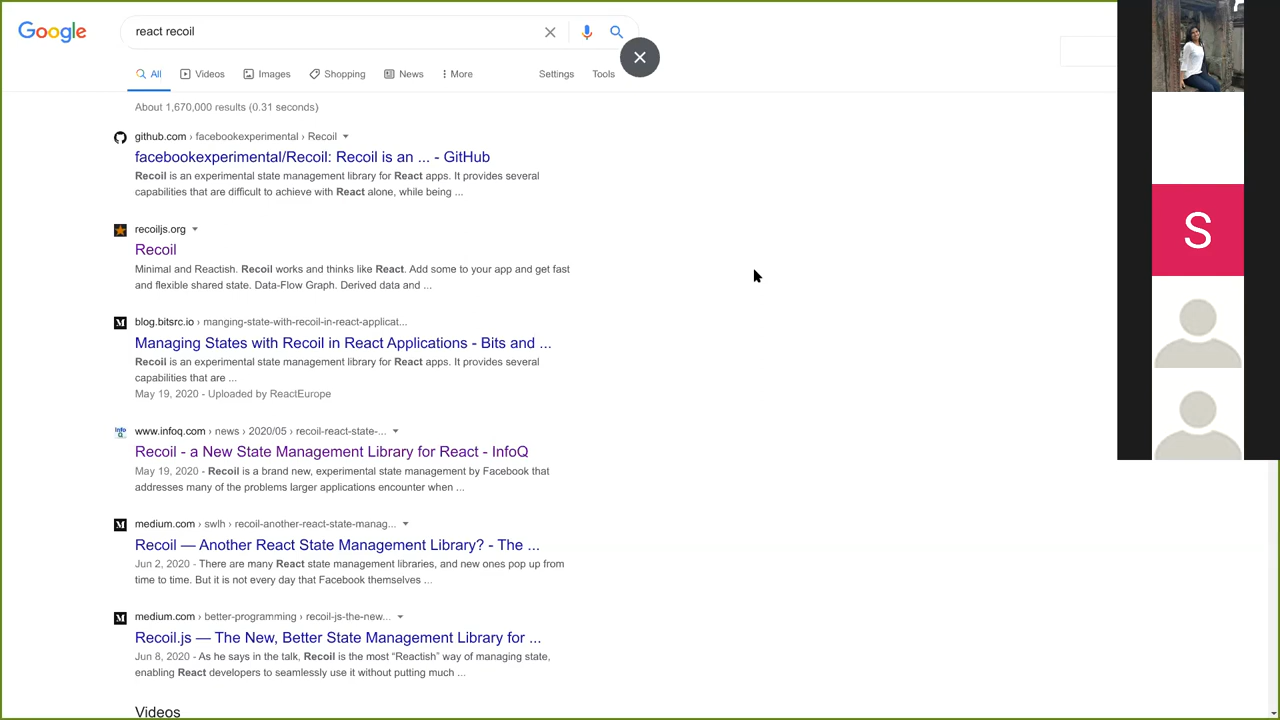 Google
react recoil
All
Videos
Images
Shopping
News
More
Settings
Tools
About 1,670,000 results (0.31 seconds)
github.com › facebookexperimental › Recoil
facebookexperimental/Recoil: Recoil is an ... - GitHub
Recoil is an experimental state management library for React apps. It provides several
capabilities that are difficult to achieve with React alone, while being ...
recoiljs.org
Recoil
Minimal and Reactish. Recoil works and thinks like React. Add some to your app and get fast
and flexible shared state. Data-Flow Graph. Derived data and ...
M
blog.bitsrc.io › manging-state-with-recoil-in-react-applicat...
Managing States with Recoil in React Applications - Bits and ...
Recoil is an experimental state management library for React apps. It provides several
capabilities that are ...
May 19, 2020 - Uploaded by ReactEurope
Info Q
www.infoq.com › news › 2020/05 › recoil-react-state-...
Recoil - a New State Management Library for React - InfoQ
May 19, 2020 - Recoil is a brand new, experimental state management by Facebook that
addresses many of the problems larger applications encounter when ...
M
medium.com › swlh › recoil-another-react-state-manag...
Recoil — Another React State Management Library? - The ...
Jun 2, 2020 - There are many React state management libraries, and new ones pop up from
time to time. But it is not every day that Facebook themselves ...
M
medium.com › better-programming › recoil-js-the-new...
Recoil.js — The New, Better State Management Library for ...
Jun 8, 2020 - As he says in the talk, Recoil is the most “Reactish” way of managing state,
enabling React developers to seamlessly use it without putting much ...
Videos
S